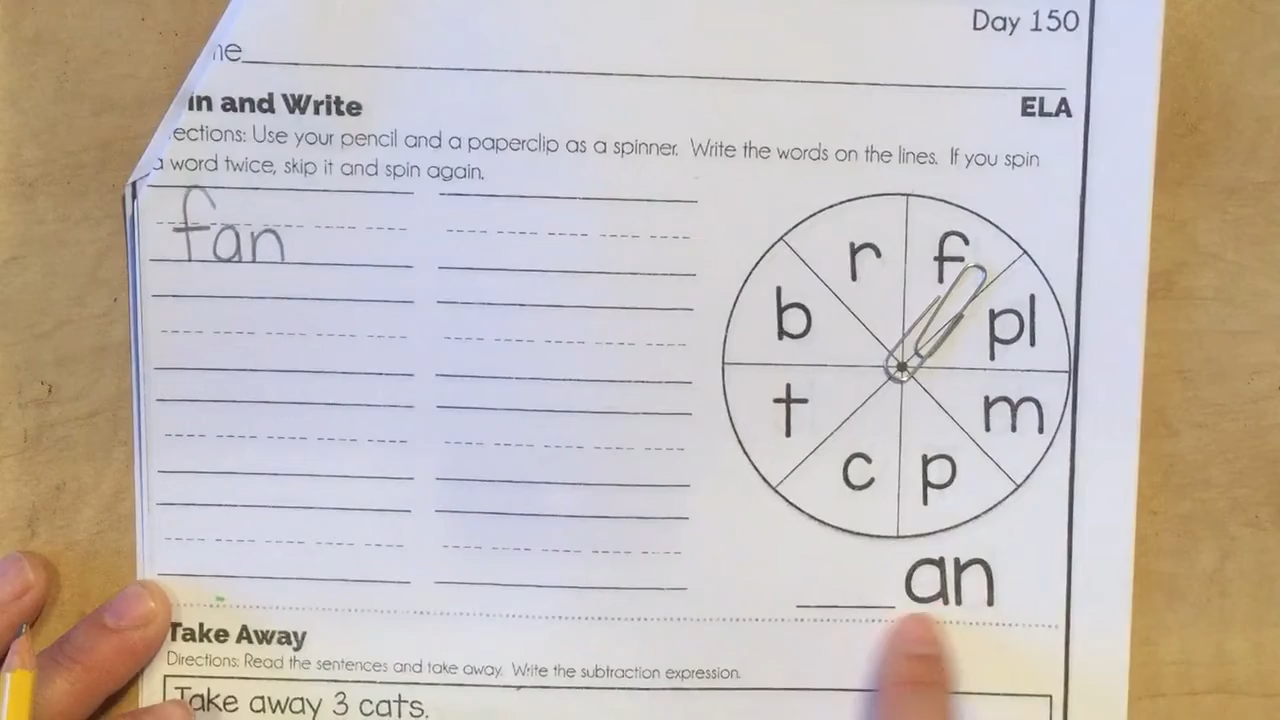 Day 150
me
in and Write
ELA
ections: Use your pencil and a paperclip as a spinner. Write the words on the lines. If you spin
a word twice, skip it and spin again.
fan
r
f
b
pl
t
m
c
p
____an
Take Away
Directions: Read the sentences and take away. Write the subtraction expression.
Take away 3 cats.